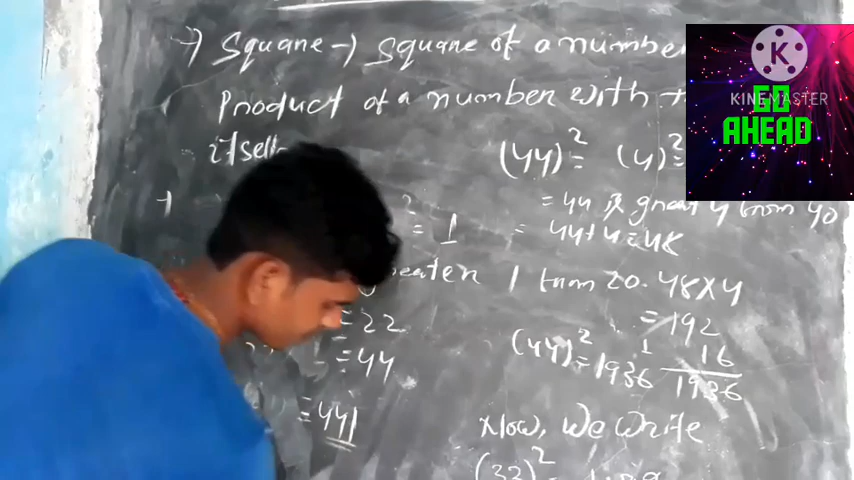 → Square → Square of a number
Product of a number with
itself
(44)² = (4)² =
² = 1
= 44 is great 4 from 40
= 44+4 = 48
greater 1 from 20.
48×4
= 192
16
1936
= 22
= 44
(44)² = 1936
= 441
Now, we write
(32)² =
K
KINEMASTER
GO
AHEAD